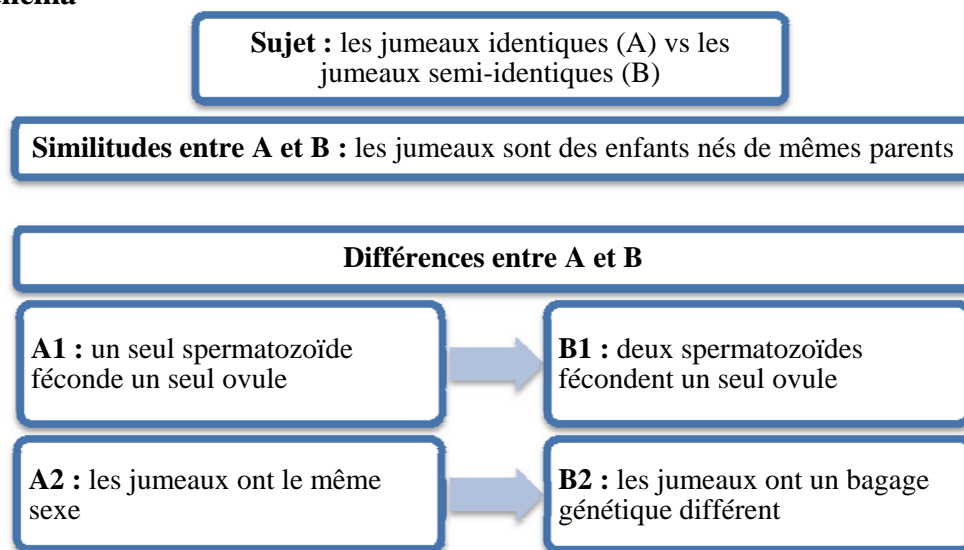 Sujet : les jumeaux identiques (A) vs les
jumeaux semi-identiques (B)
Similitudes entre A et B : les jumeaux sont des enfants nés de mêmes parents
Différences entre A et B
A1 : un seul spermatozoïde
féconde un seul ovule
B1 : deux spermatozoïdes
fécondent un seul ovule
A2 : les jumeaux ont le même
sexe
B2 : les jumeaux ont un bagage
génétique différent